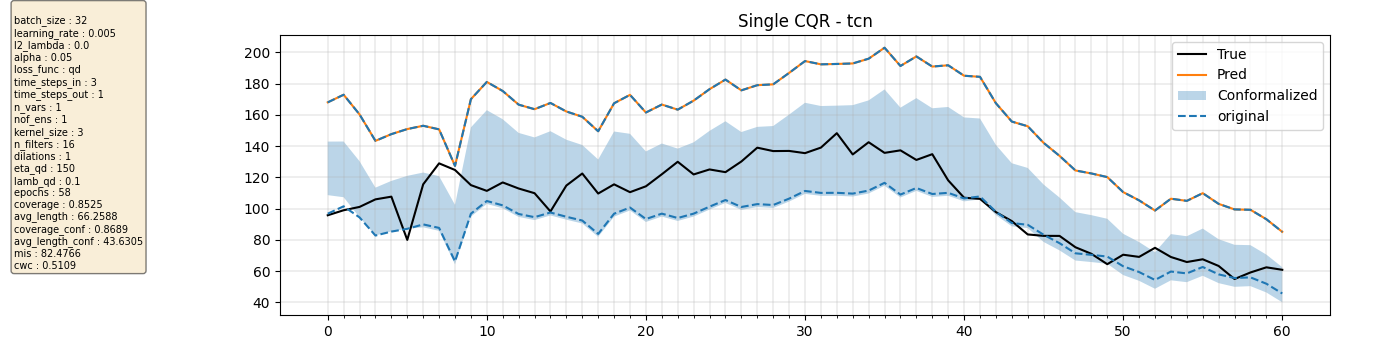 batch_size : 32
learning_rate : 0.005
l2_lambda : 0.0
alpha : 0.05
loss_func : qd
time_steps_in : 3
time_steps_out : 1
n_vars : 1
nof_ens : 1
kernel_size : 3
n_filters : 16
dilations : 1
eta_qd : 150
lamb_qd : 0.1
epochs : 58
coverage : 0.8525
avg_length : 66.2588
coverage_conf : 0.8689
avg_length_conf : 43.6305
mis : 82.4766
cwc : 0.5109
Single CQR - tcn
200
180
160
140
120
100
80
60
40
0 10 20 30 40 50 60
True
Pred
Conformalized
original